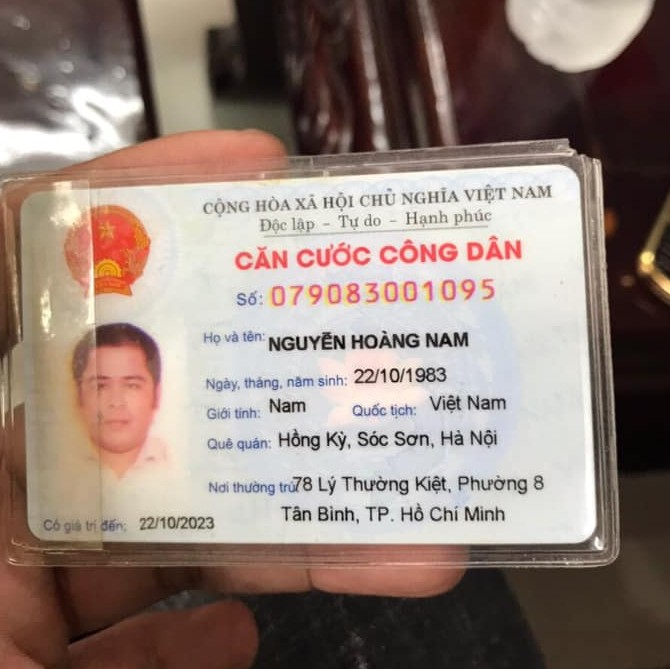 CỘNG HÒA XÃ HỘI CHỦ NGHĨA VIỆT NAM
Độc lập – Tự do – Hạnh phúc
CĂN CƯỚC CÔNG DÂN
Số: 079083001095
Họ và tên: NGUYỄN HOÀNG NAM
Ngày, tháng, năm sinh: 22/10/1983
Giới tính: Nam Quốc tịch: Việt Nam
Quê quán: Hồng Kỳ, Sóc Sơn, Hà Nội
Nơi thường trú: 78 Lý Thường Kiệt, Phường 8
Tân Bình, TP. Hồ Chí Minh
Có giá trị đến: 22/10/2023